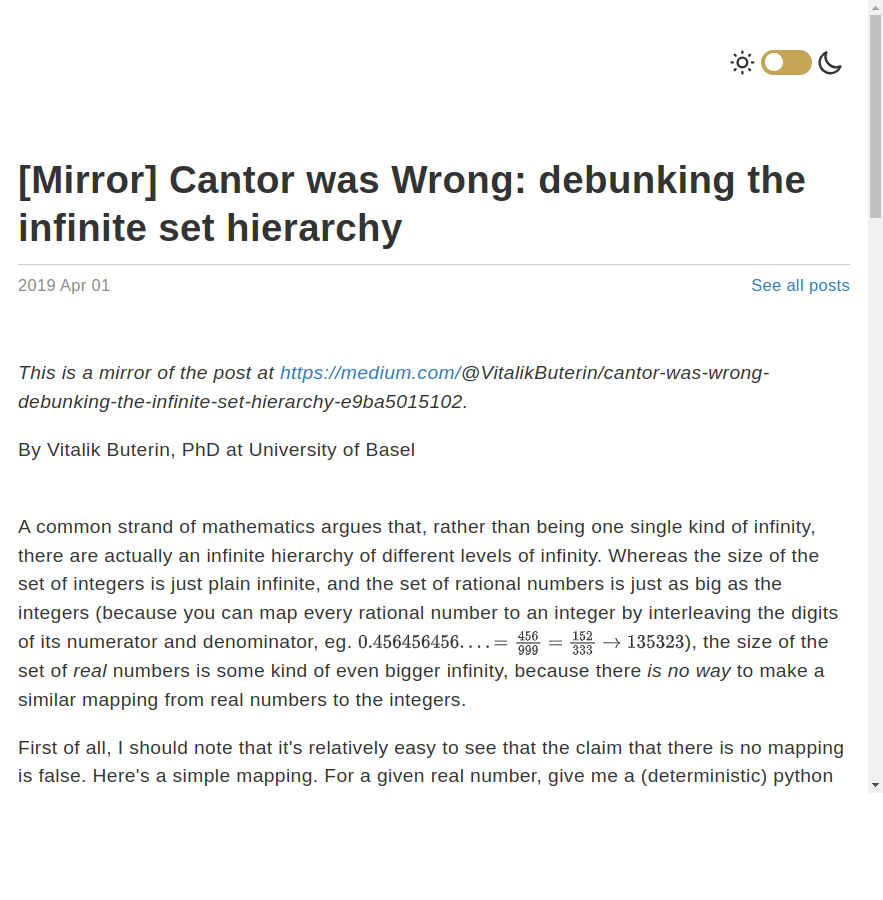 [Mirror] Cantor was Wrong: debunking the
infinite set hierarchy
2019 Apr 01 See all posts
This is a mirror of the post at https://medium.com/@VitalikButerin/cantor-was-wrong-
debunking-the-infinite-set-hierarchy-e9ba5015102.
By Vitalik Buterin, PhD at University of Basel
A common strand of mathematics argues that, rather than being one single kind of infinity,
there are actually an infinite hierarchy of different levels of infinity. Whereas the size of the
set of integers is just plain infinite, and the set of rational numbers is just as big as the
integers (because you can map every rational number to an integer by interleaving the digits
of its numerator and denominator, eg. 0.456456456.... = 456/999 = 152/333 → 135323), the size of the
set of real numbers is some kind of even bigger infinity, because there is no way to make a
similar mapping from real numbers to the integers.
First of all, I should note that it's relatively easy to see that the claim that there is no mapping
is false. Here's a simple mapping. For a given real number, give me a (deterministic) python